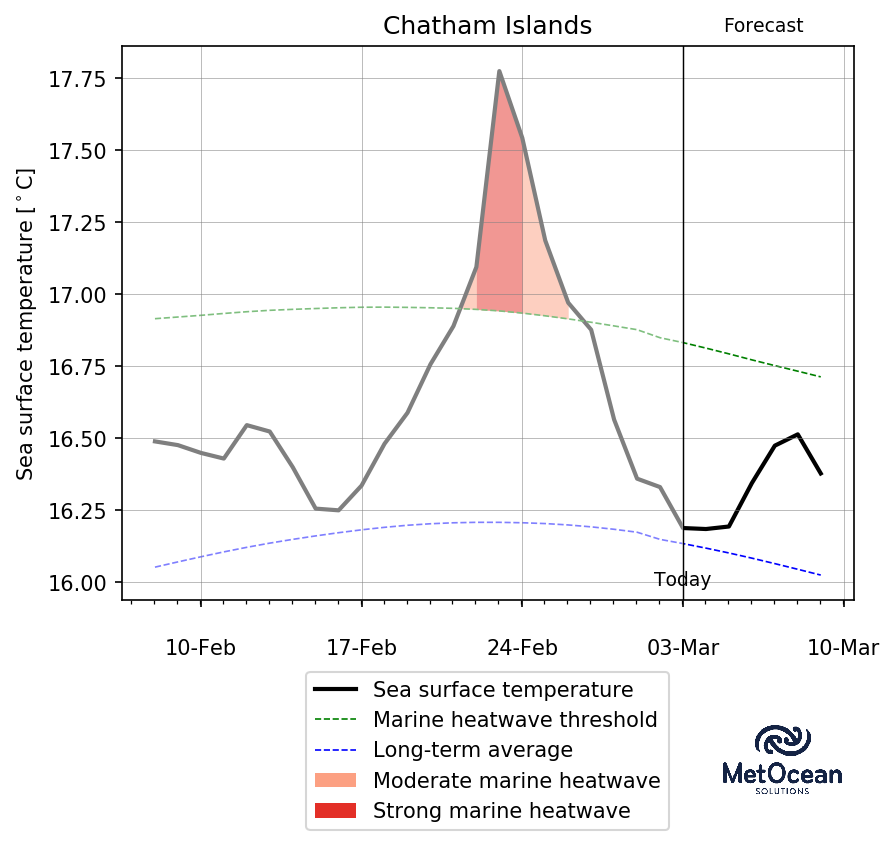 Chatham Islands
Forecast
Sea surface temperature [°C]
17.75
17.50
17.25
17.00
16.75
16.50
16.25
16.00
Today
10-Feb
17-Feb
24-Feb
03-Mar
10-Mar
Sea surface temperature
Marine heatwave threshold
Long-term average
Moderate marine heatwave
Strong marine heatwave
MetOcean
SOLUTIONS